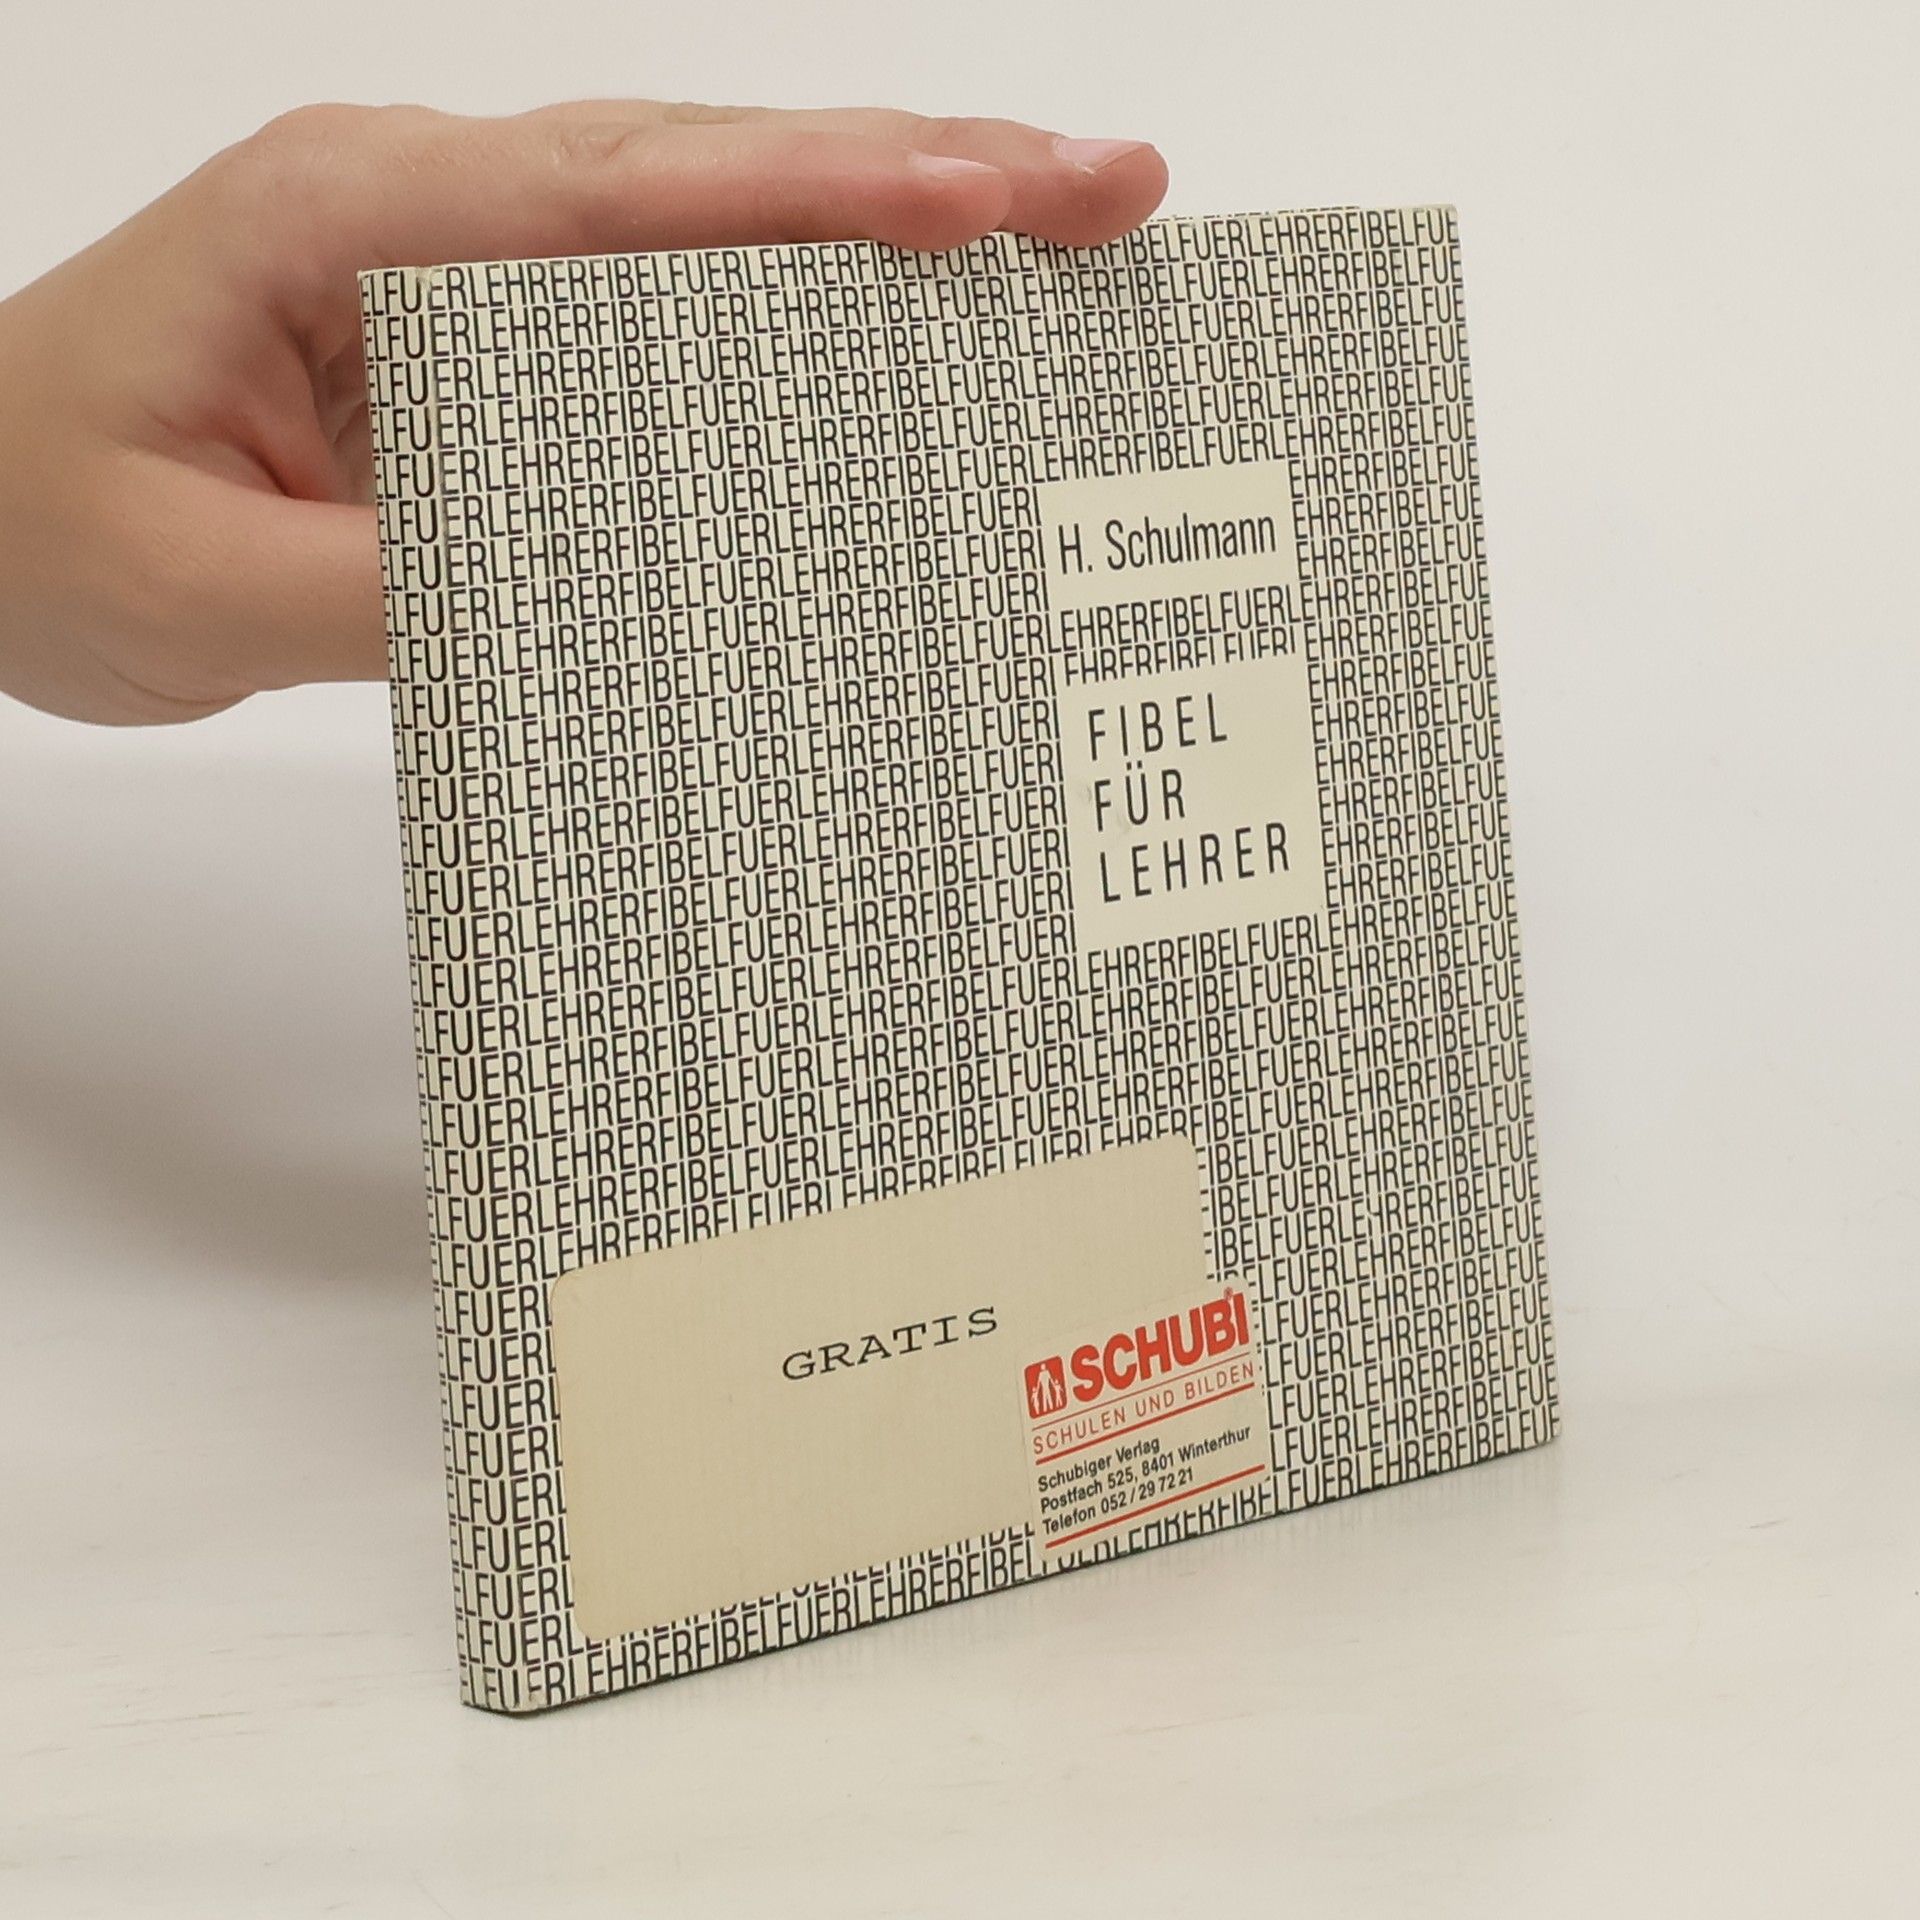 H. Schulmann
FIBEL
FÜR
LEHRER
GRATIS
SCHUBI®
SCHULEN UND BILDEN
Schubiger Verlag
Postfach 525, 8401 Winterthur
Telefon 052 / 29 72 21
ELFUERLEHRERFIBELFUERLEHRERFIBELFUERLEHRERFIBELFUERLEHRERFIBELFUE